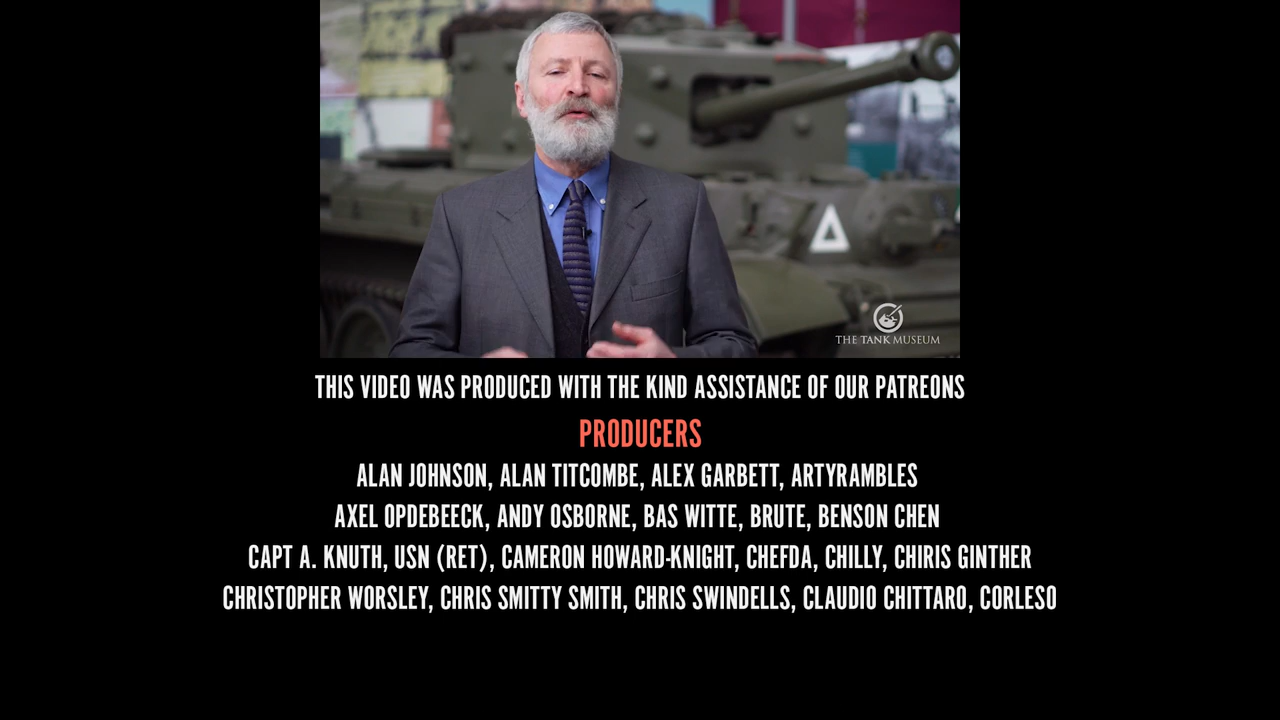 THE TANK MUSEUM
THIS VIDEO WAS PRODUCED WITH THE KIND ASSISTANCE OF OUR PATREONS
PRODUCERS
ALAN JOHNSON, ALAN TITCOMBE, ALEX GARBETT, ARTYRAMBLES
AXEL OPDEBEECK, ANDY OSBORNE, BAS WITTE, BRUTE, BENSON CHEN
CAPT A. KNUTH, USN (RET), CAMERON HOWARD-KNIGHT, CHEFDA, CHILLY, CHIRIS GINTHER
CHRISTOPHER WORSLEY, CHRIS SMITTY SMITH, CHRIS SWINDELLS, CLAUDIO CHITTARO, CORLESO